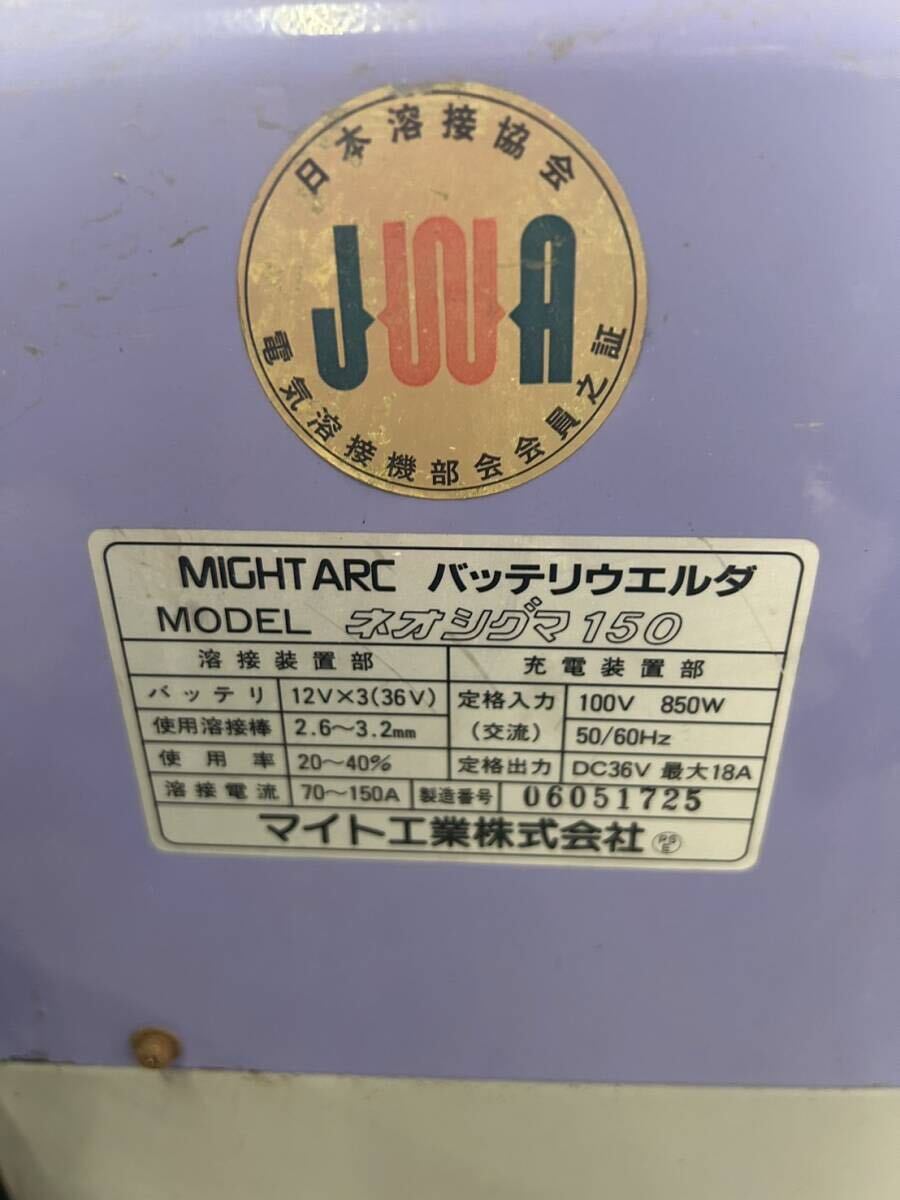 日本溶接協会
JWA
電気溶接機部会会員之証
MIGHT ARC バッテリウエルダ
MODEL ネオシグマ150
溶接装置部 充電装置部
バッテリ 12V×3(36V) 定格入力 100V 850W
使用溶接棒 2.6～3.2mm (交流) 50/60Hz
使用率 20～40% 定格出力 DC36V 最大18A
溶接電流 70～150A 製造番号 06051725
マイト工業株式会社 PSE